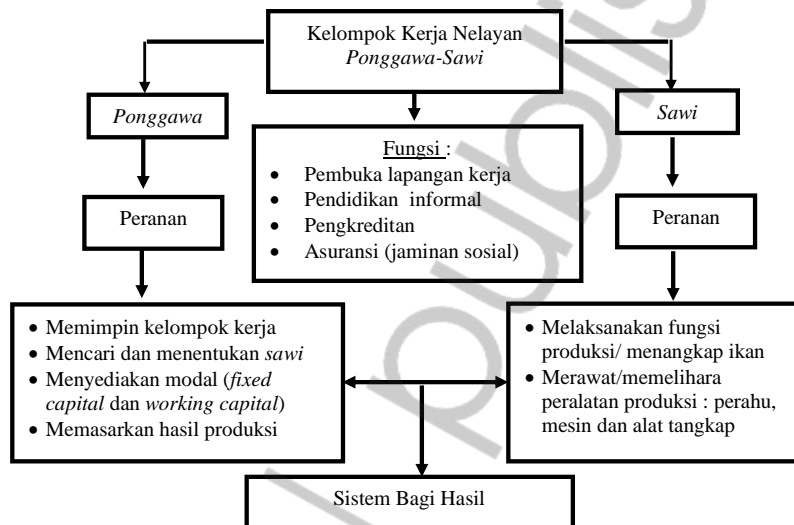 Kelompok Kerja Nelayan
Ponggawa-Sawi
Ponggawa
Sawi
Fungsi :
• Pembuka lapangan kerja
• Pendidikan informal
• Pengkreditan
• Asuransi (jaminan sosial)
Peranan
Peranan
• Memimpin kelompok kerja
• Mencari dan menentukan sawi
• Menyediakan modal (fixed
capital dan working capital)
• Memasarkan hasil produksi
• Melaksanakan fungsi
produksi/ menangkap ikan
• Merawat/memelihara
peralatan produksi : perahu,
mesin dan alat tangkap
Sistem Bagi Hasil
publis